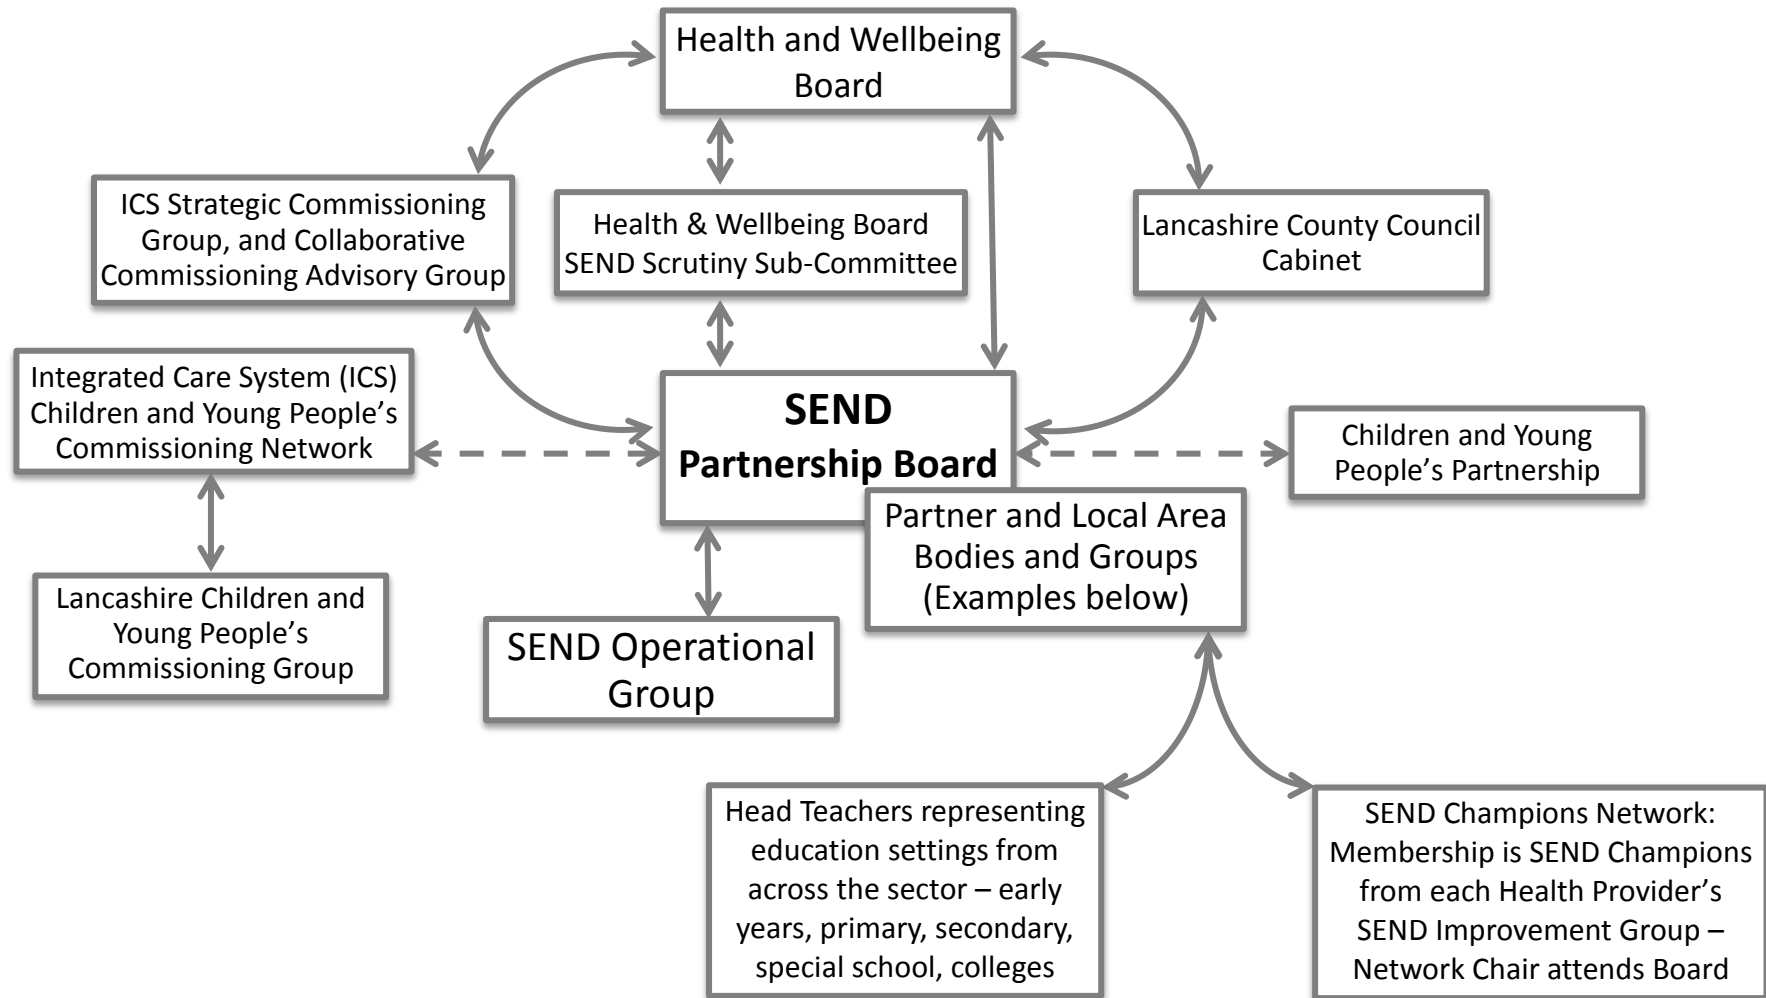 Health and Wellbeing
Board
ICS Strategic Commissioning
Group, and Collaborative
Commissioning Advisory Group
Health & Wellbeing Board
SEND Scrutiny Sub-Committee
Lancashire County Council
Cabinet
Integrated Care System (ICS)
Children and Young People’s
Commissioning Network
SEND
Partnership Board
Children and Young
People’s Partnership
Partner and Local Area
Bodies and Groups
(Examples below)
Lancashire Children and
Young People’s
Commissioning Group
SEND Operational
Group
Head Teachers representing
education settings from
across the sector – early
years, primary, secondary,
special school, colleges
SEND Champions Network:
Membership is SEND Champions
from each Health Provider’s
SEND Improvement Group –
Network Chair attends Board